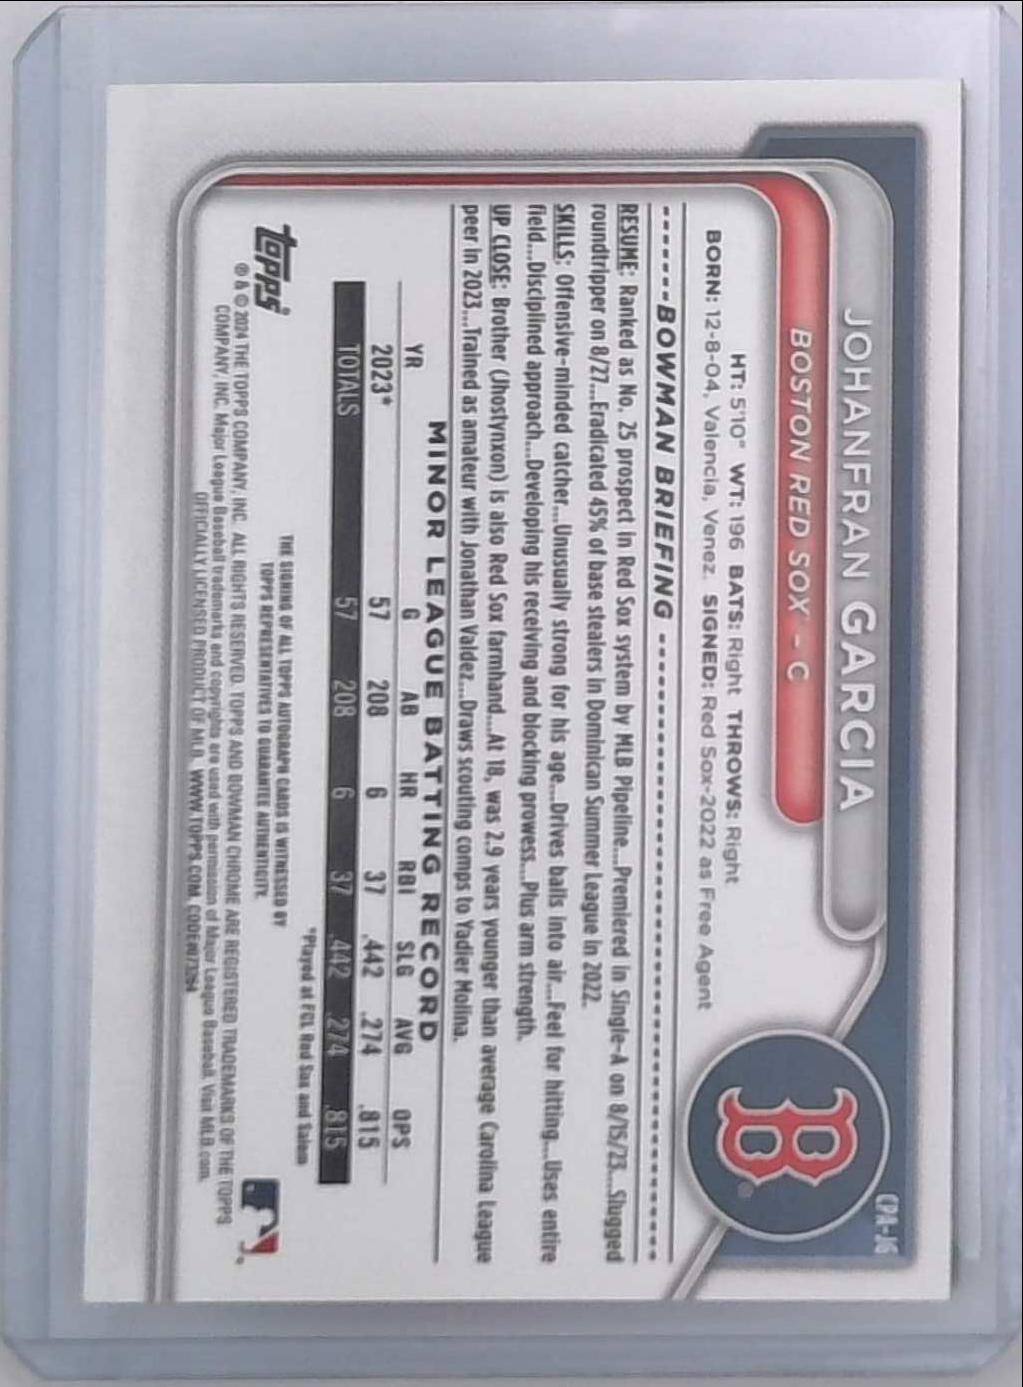 CPA-JG
JOHANFRAN GARCIA
BOSTON RED SOX® - C
HT: 5'10" WT: 196 BATS: Right THROWS: Right
BORN: 12-8-04, Valencia, Venez. SIGNED: Red Sox-2022 as Free Agent
BOWMAN BRIEFING
RESUME: Ranked as No. 25 prospect in Red Sox system by MLB Pipeline...Premiered in Single-A on 8/15/23...Slugged
roundtripper on 8/27...Eradicated 45% of base stealers in Dominican Summer League in 2022.
SKILLS: Offensive-minded catcher...Unusually strong for his age...Drives balls into air...Feel for hitting...Uses entire
field...Disciplined approach...Developing his receiving and blocking prowess...Plus arm strength.
UP CLOSE: Brother (Jhostynxon) is also Red Sox farmhand...At 18, was 2.9 years younger than average Carolina League
peer in 2023...Trained as amateur with Jonathan Valdez...Draws scouting comps to Yadier Molina.
MINOR LEAGUE BATTING RECORD
YR G AB HR RBI SLG AVG OPS
2023* 57 208 6 37 .442 .274 .815
TOTALS 57 208 6 37 .442 .274 .815
*Played at FCL Red Sox and Salem
THE SIGNING OF ALL TOPPS AUTOGRAPH CARDS IS WITNESSED BY
TOPPS REPRESENTATIVES TO GUARANTEE AUTHENTICITY.
topps
® & © 2024 THE TOPPS COMPANY, INC. ALL RIGHTS RESERVED. TOPPS AND BOWMAN CHROME ARE REGISTERED TRADEMARKS OF THE TOPPS
COMPANY, INC. Major League Baseball trademarks and copyrights are used with permission of Major League Baseball. Visit MLB.com.
OFFICIALLY LICENSED PRODUCT OF MLB. WWW.TOPPS.COM. CODE#